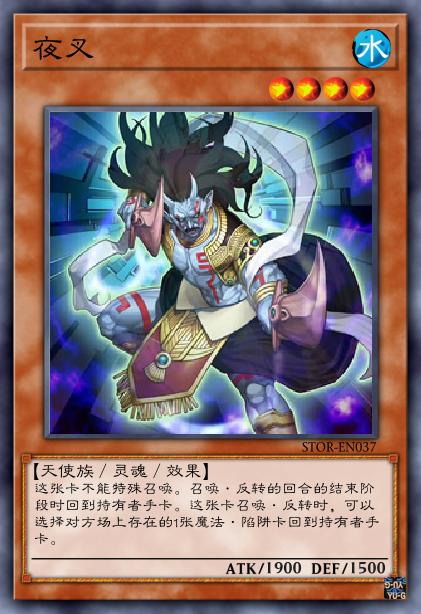 夜叉
水
STOR-EN037
【天使族／灵魂／效果】
这张卡不能特殊召唤。召唤·反转的回合的结束阶
段时回到持有者手卡。这张卡召唤·反转时，可以
选择对方场上存在的1张魔法·陷阱卡回到持有者手
卡。
ATK/1900 DEF/1500